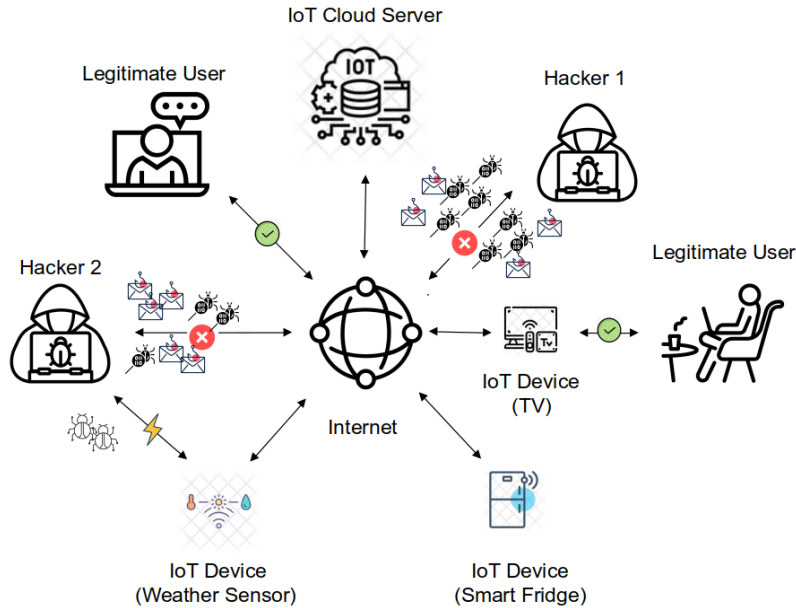 IoT Cloud Server
Legitimate User
IOT
Hacker 1
Legitimate User
Hacker 2
Tv
IoT Device
(TV)
Internet
IoT Device
(Weather Sensor)
IoT Device
(Smart Fridge)